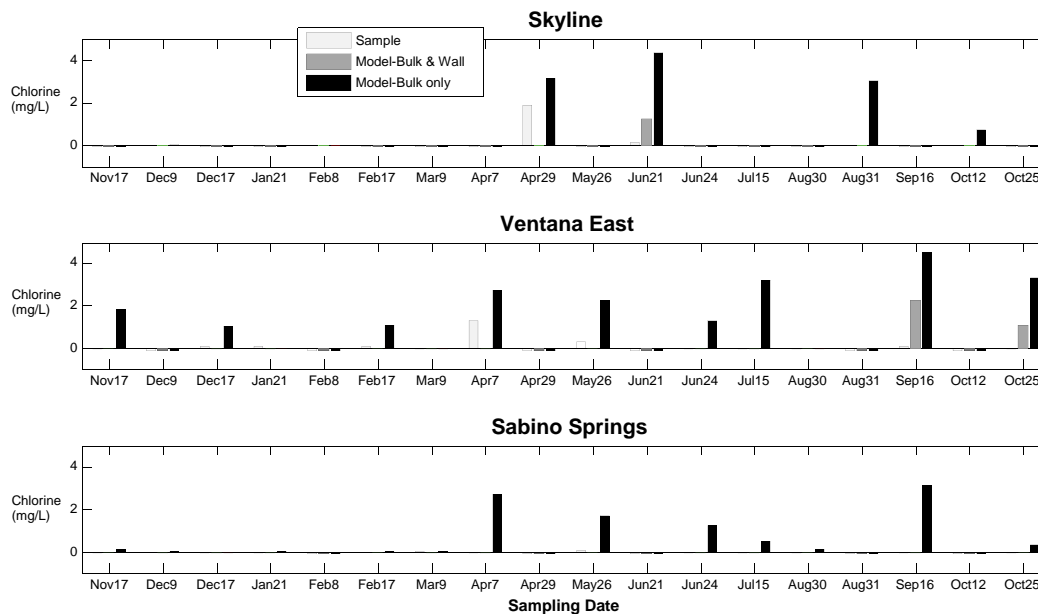 Skyline
Sample
Model-Bulk & Wall
Model-Bulk only
Chlorine
(mg/L)
4
2
0
Nov17 Dec9 Dec17 Jan21 Feb8 Feb17 Mar9 Apr7 Apr29 May26 Jun21 Jun24 Jul15 Aug30 Aug31 Sep16 Oct12 Oct25
Ventana East
Chlorine
(mg/L)
4
2
0
Nov17 Dec9 Dec17 Jan21 Feb8 Feb17 Mar9 Apr7 Apr29 May26 Jun21 Jun24 Jul15 Aug30 Aug31 Sep16 Oct12 Oct25
Sabino Springs
Chlorine
(mg/L)
4
2
0
Nov17 Dec9 Dec17 Jan21 Feb8 Feb17 Mar9 Apr7 Apr29 May26 Jun21 Jun24 Jul15 Aug30 Aug31 Sep16 Oct12 Oct25
Sampling Date